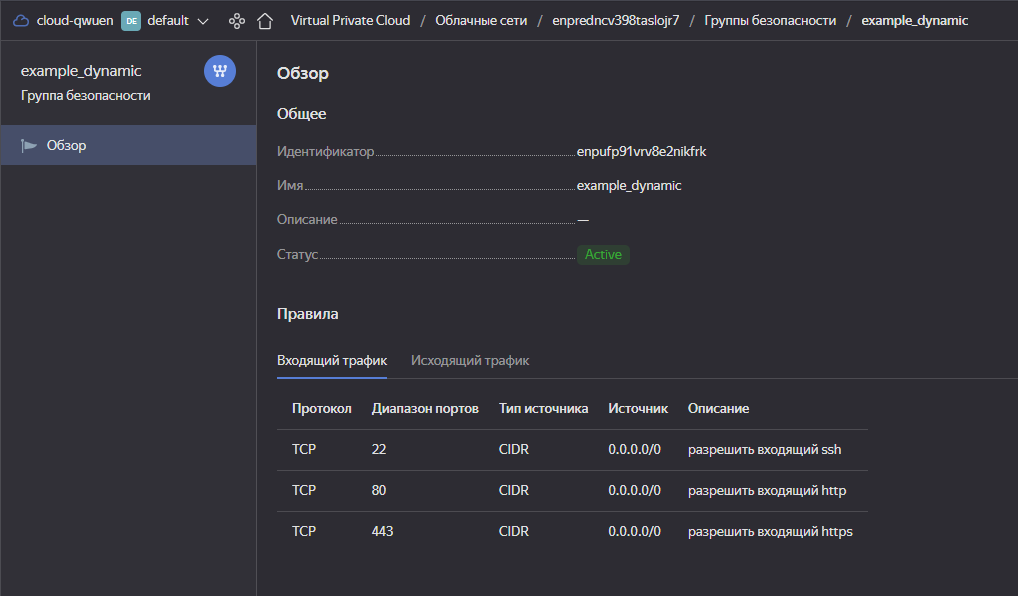 cloud-qwuen DE default Virtual Private Cloud / Облачные сети / enpredncv398taslojr7 / Группы безопасности / example_dynamic
example_dynamic
Группа безопасности
Обзор
Обзор
Общее
Идентификатор enpufp91vrv8e2nikfrk
Имя example_dynamic
Описание —
Статус Active
Правила
Входящий трафик Исходящий трафик
Протокол Диапазон портов Тип источника Источник Описание
TCP 22 CIDR 0.0.0.0/0 разрешить входящий ssh
TCP 80 CIDR 0.0.0.0/0 разрешить входящий http
TCP 443 CIDR 0.0.0.0/0 разрешить входящий https